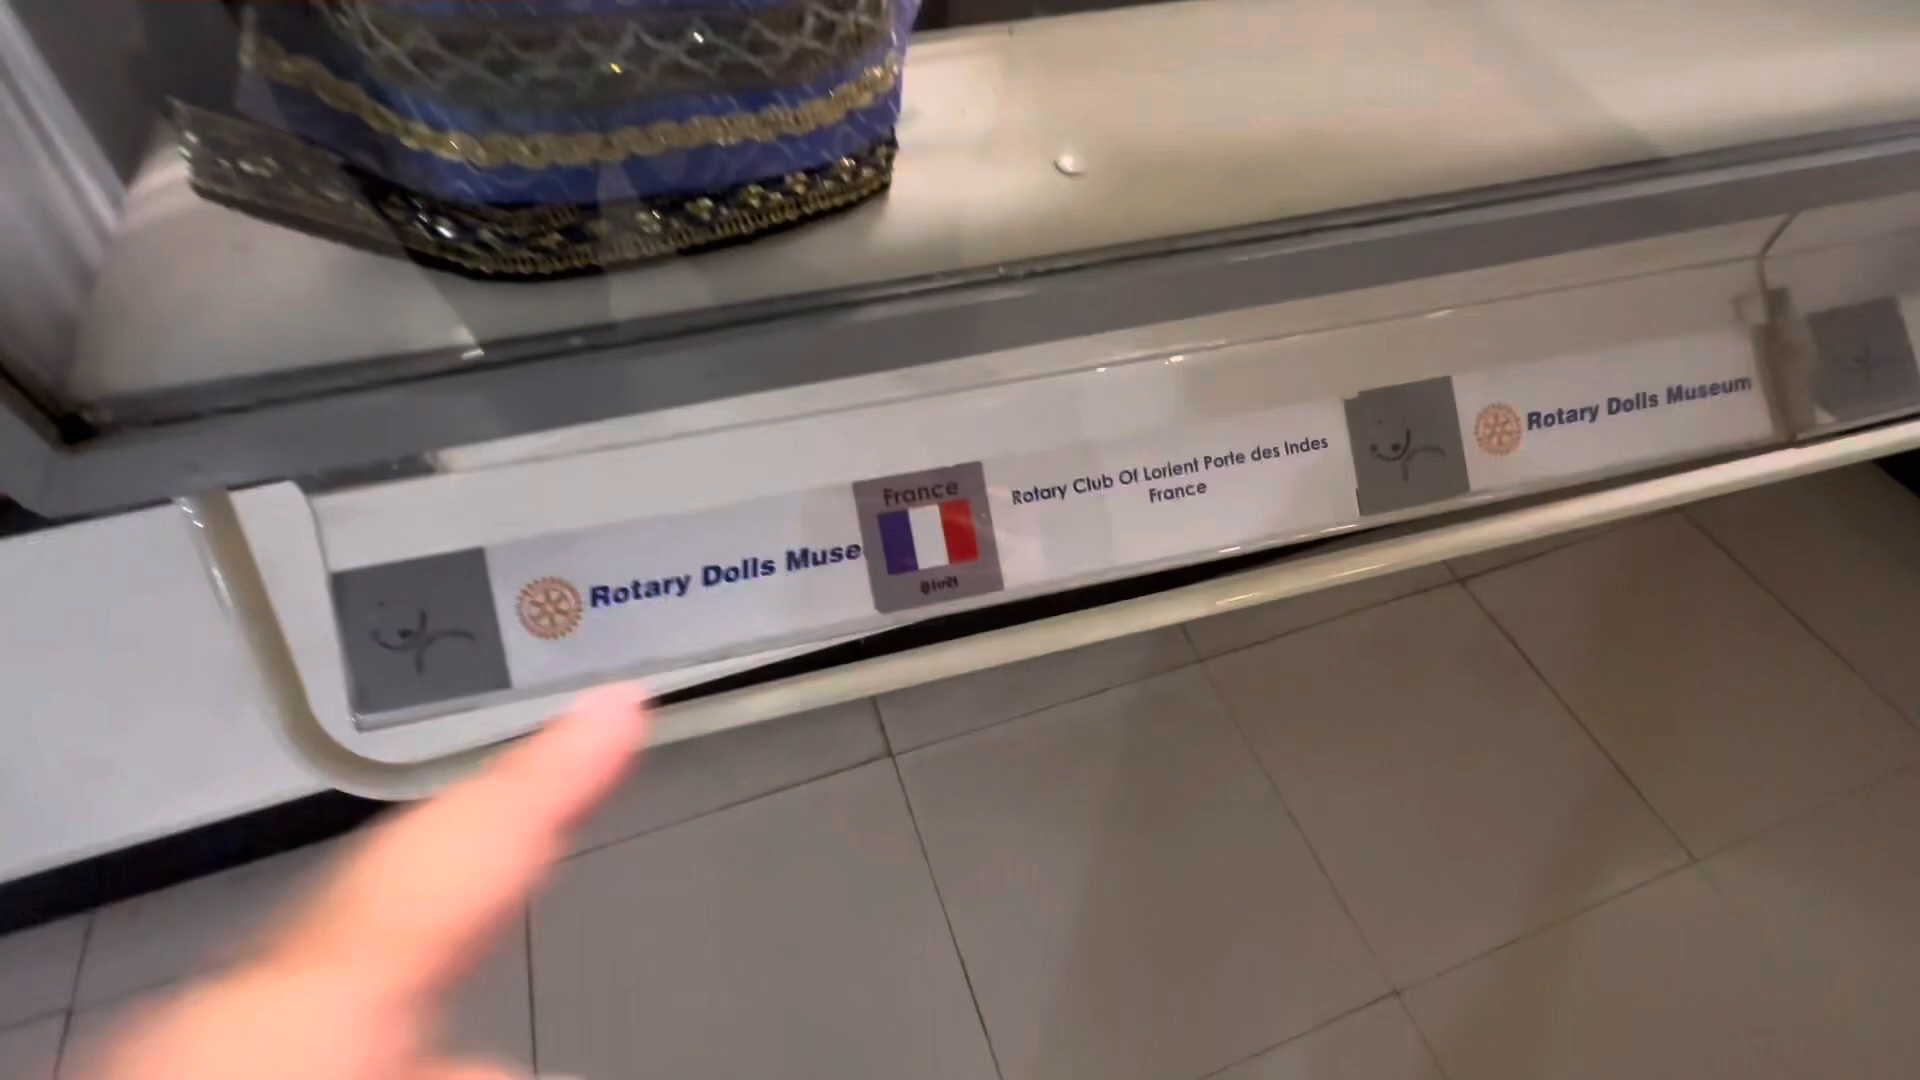 Rotary Dolls Muse
France
ફ્રાન્સ
Rotary Club Of Lorient Porte des Indes
France
Rotary Dolls Museum